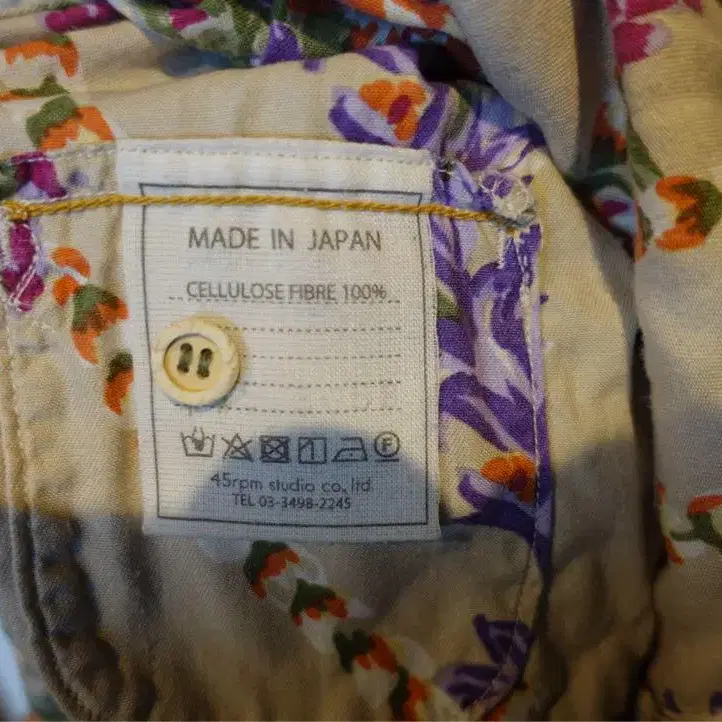 MADE IN JAPAN
CELLULOSE FIBRE 100%
F
45rpm studio co., ltd
TEL 03-3498-2245